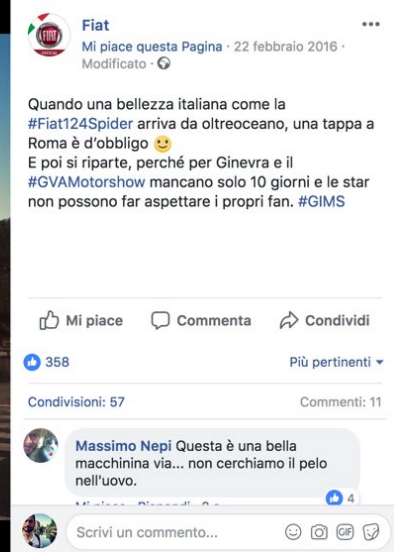 Fiat
Mi piace questa Pagina · 22 febbraio 2016 ·
Modificato ·
Quando una bellezza italiana come la
#Fiat124Spider arriva da oltreoceano, una tappa a
Roma è d'obbligo 😉
E poi si riparte, perché per Ginevra e il
#GVAMotorshow mancano solo 10 giorni e le star
non possono far aspettare i propri fan. #GIMS
Mi piace Commenta Condividi
358 Più pertinenti
Condivisioni: 57 Commenti: 11
Massimo Nepi Questa è una bella
macchinina via... non cerchiamo il pelo
nell'uovo.
4
Scrivi un commento... GIF